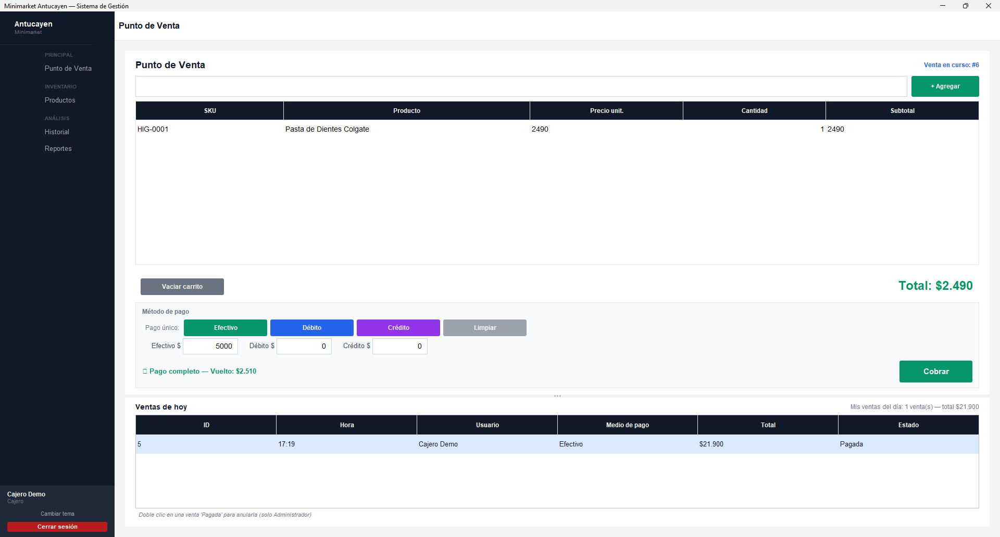 Minimarket Antucayen — Sistema de Gestión
Antucayen
Minimarket
PRINCIPAL
Punto de Venta
INVENTARIO
Productos
ANÁLISIS
Historial
Reportes
Cajero Demo
Cajero
Cambiar tema
Cerrar sesión
Punto de Venta
Punto de Venta
Venta en curso: #6
+ Agregar
SKU Producto Precio unit. Cantidad Subtotal
HIG-0001 Pasta de Dientes Colgate 2490 1 2490
Vaciar carrito
Total: $2.490
Método de pago
Pago único: Efectivo Débito Crédito Limpiar
Efectivo $ 5000 Débito $ 0 Crédito $ 0
Pago completo — Vuelto: $2.510
Cobrar
Ventas de hoy
Mis ventas del día: 1 venta(s) — total $21.900
ID Hora Usuario Medio de pago Total Estado
5 17:19 Cajero Demo Efectivo $21.900 Pagada
Doble clic en una venta 'Pagada' para anularla (solo Administrador)